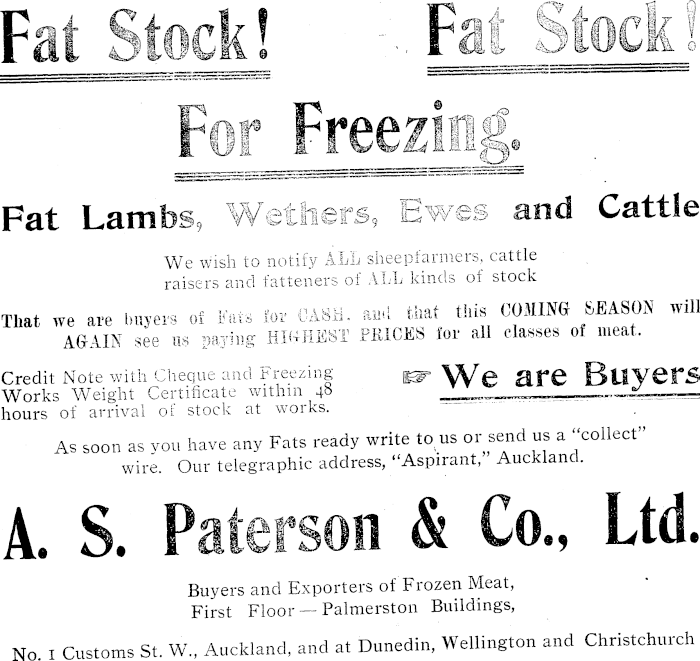 Fat Stock! Fat Stock!
For Freezing.
Fat Lambs, Wethers, Ewes and Cattle
We wish to notify ALL sheepfarmers, cattle
raisers and fatteners of ALL kinds of stock
That we are buyers of Fats for CASH. and that this COMING SEASON will
AGAIN see us paying HIGHEST PRICES for all classes of meat.
Credit Note with Cheque and Freezing
Works Weight Certificate within 48
hours of arrival of stock at works.
☞ We are Buyers
As soon as you have any Fats ready write to us or send us a "collect"
wire. Our telegraphic address, "Aspirant," Auckland.
A. S. Paterson & Co., Ltd.
Buyers and Exporters of Frozen Meat,
First Floor — Palmerston Buildings,
No. 1 Customs St. W., Auckland, and at Dunedin, Wellington and Christchurch